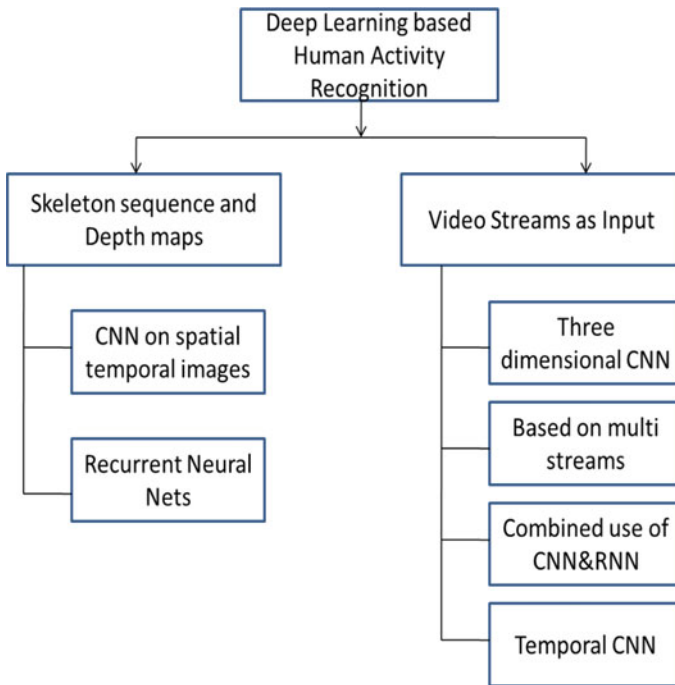 Deep Learning based
Human Activity
Recognition
Skeleton sequence and
Depth maps
CNN on spatial
temporal images
Recurrent Neural
Nets
Video Streams as Input
Three
dimensional CNN
Based on multi
streams
Combined use of
CNN&RNN
Temporal CNN